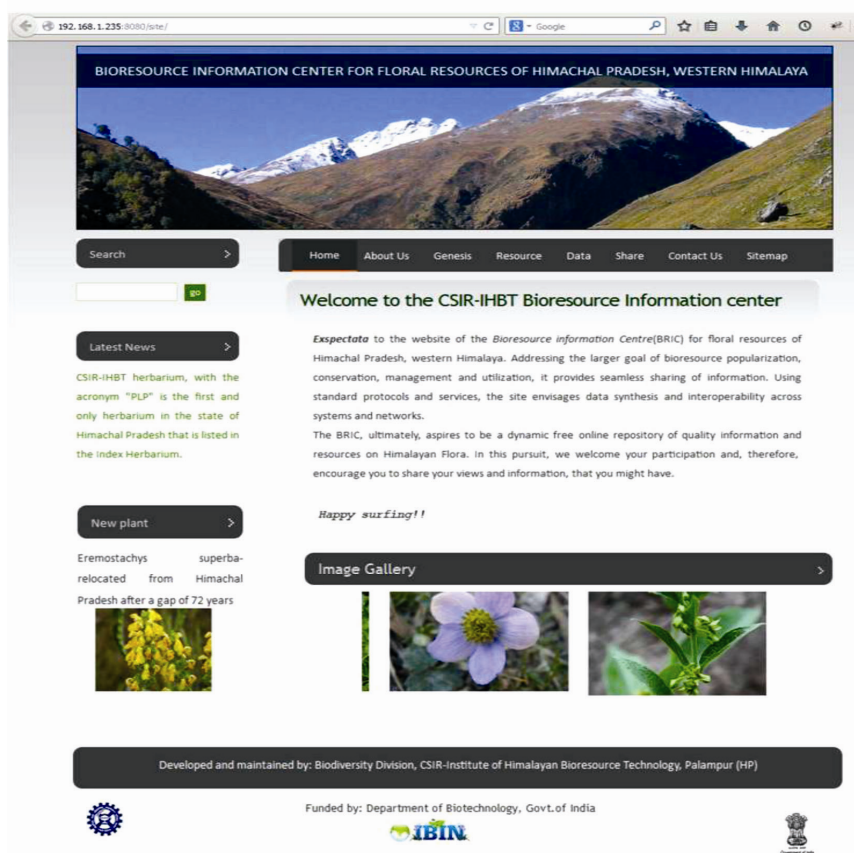 192.168.1.235:8080/site/
Google
BIORESOURCE INFORMATION CENTER FOR FLORAL RESOURCES OF HIMACHAL PRADESH, WESTERN HIMALAYA
Search >
go
Home About Us Genesis Resource Data Share Contact Us Sitemap
Latest News >
CSIR-IHBT herbarium, with the
acronym "PLP" is the first and
only herbarium in the state of
Himachal Pradesh that is listed in
the Index Herbarium.
New plant >
Eremostachys superba-
relocated from Himachal
Pradesh after a gap of 72 years
Welcome to the CSIR-IHBT Bioresource Information center
Exspectata to the website of the Bioresource information Centre(BRIC) for floral resources of
Himachal Pradesh, western Himalaya. Addressing the larger goal of bioresource popularization,
conservation, management and utilization, it provides seamless sharing of information. Using
standard protocols and services, the site envisages data synthesis and interoperability across
systems and networks.
The BRIC, ultimately, aspires to be a dynamic free online repository of quality information and
resources on Himalayan Flora. In this pursuit, we welcome your participation and, therefore,
encourage you to share your views and information, that you might have.
Happy surfing!!
Image Gallery >
Developed and maintained by: Biodiversity Division, CSIR-Institute of Himalayan Bioresource Technology, Palampur (HP)
Funded by: Department of Biotechnology, Govt.of India
IBIN